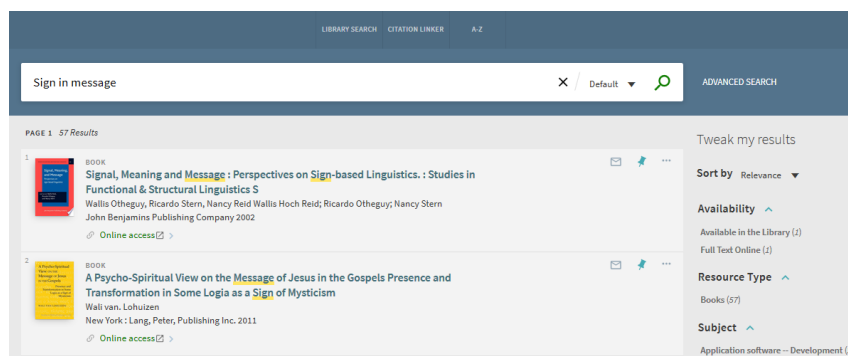 LIBRARY SEARCH CITATION LINKER A-Z
Sign in message × Default ADVANCED SEARCH
PAGE 1 57 Results
Tweak my results
1
BOOK
Signal, Meaning and Message : Perspectives on Sign-based Linguistics. : Studies in
Functional & Structural Linguistics S
Wallis Otheguy, Ricardo Stern, Nancy Reid Wallis Hoch Reid; Ricardo Otheguy; Nancy Stern
John Benjamins Publishing Company 2002
Online access >
2
BOOK
A Psycho-Spiritual View on the Message of Jesus in the Gospels Presence and
Transformation in Some Logia as a Sign of Mysticism
Wali van. Lohuizen
New York : Lang, Peter, Publishing Inc. 2011
Online access >
Sort by Relevance
Availability
Available in the Library (1)
Full Text Online (1)
Resource Type
Books (57)
Subject
Application software -- Development (